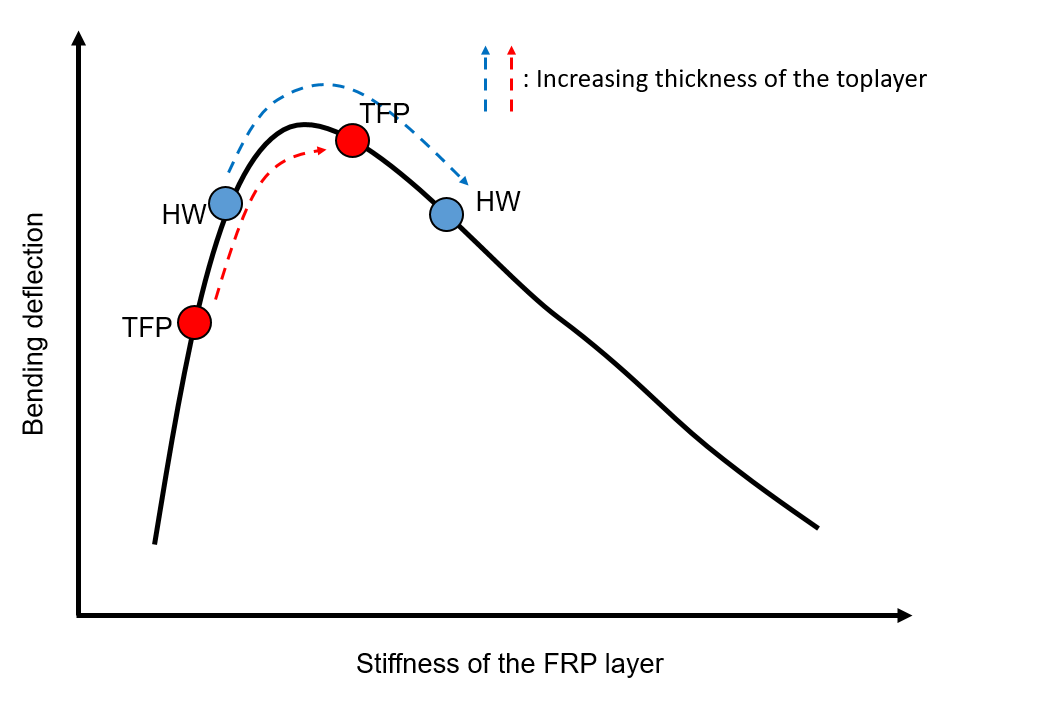 : Increasing thickness of the toplayer
TFP
HW
HW
TFP
Bending deflection
Stiffness of the FRP layer